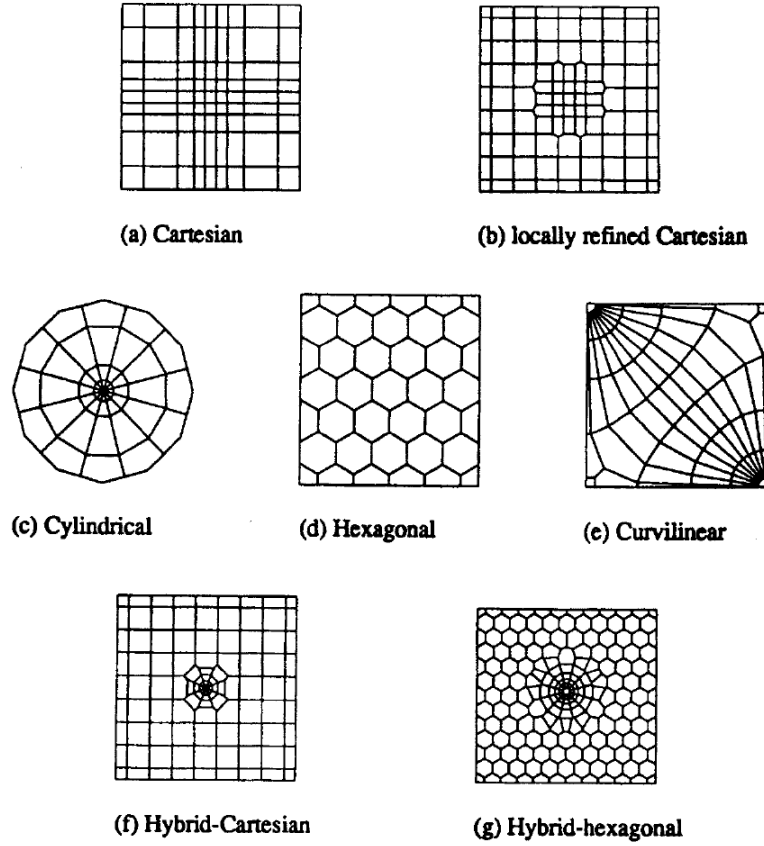 (a) Cartesian
(b) locally refined Cartesian
(c) Cylindrical
(d) Hexagonal
(e) Curvilinear
(f) Hybrid-Cartesian
(g) Hybrid-hexagonal